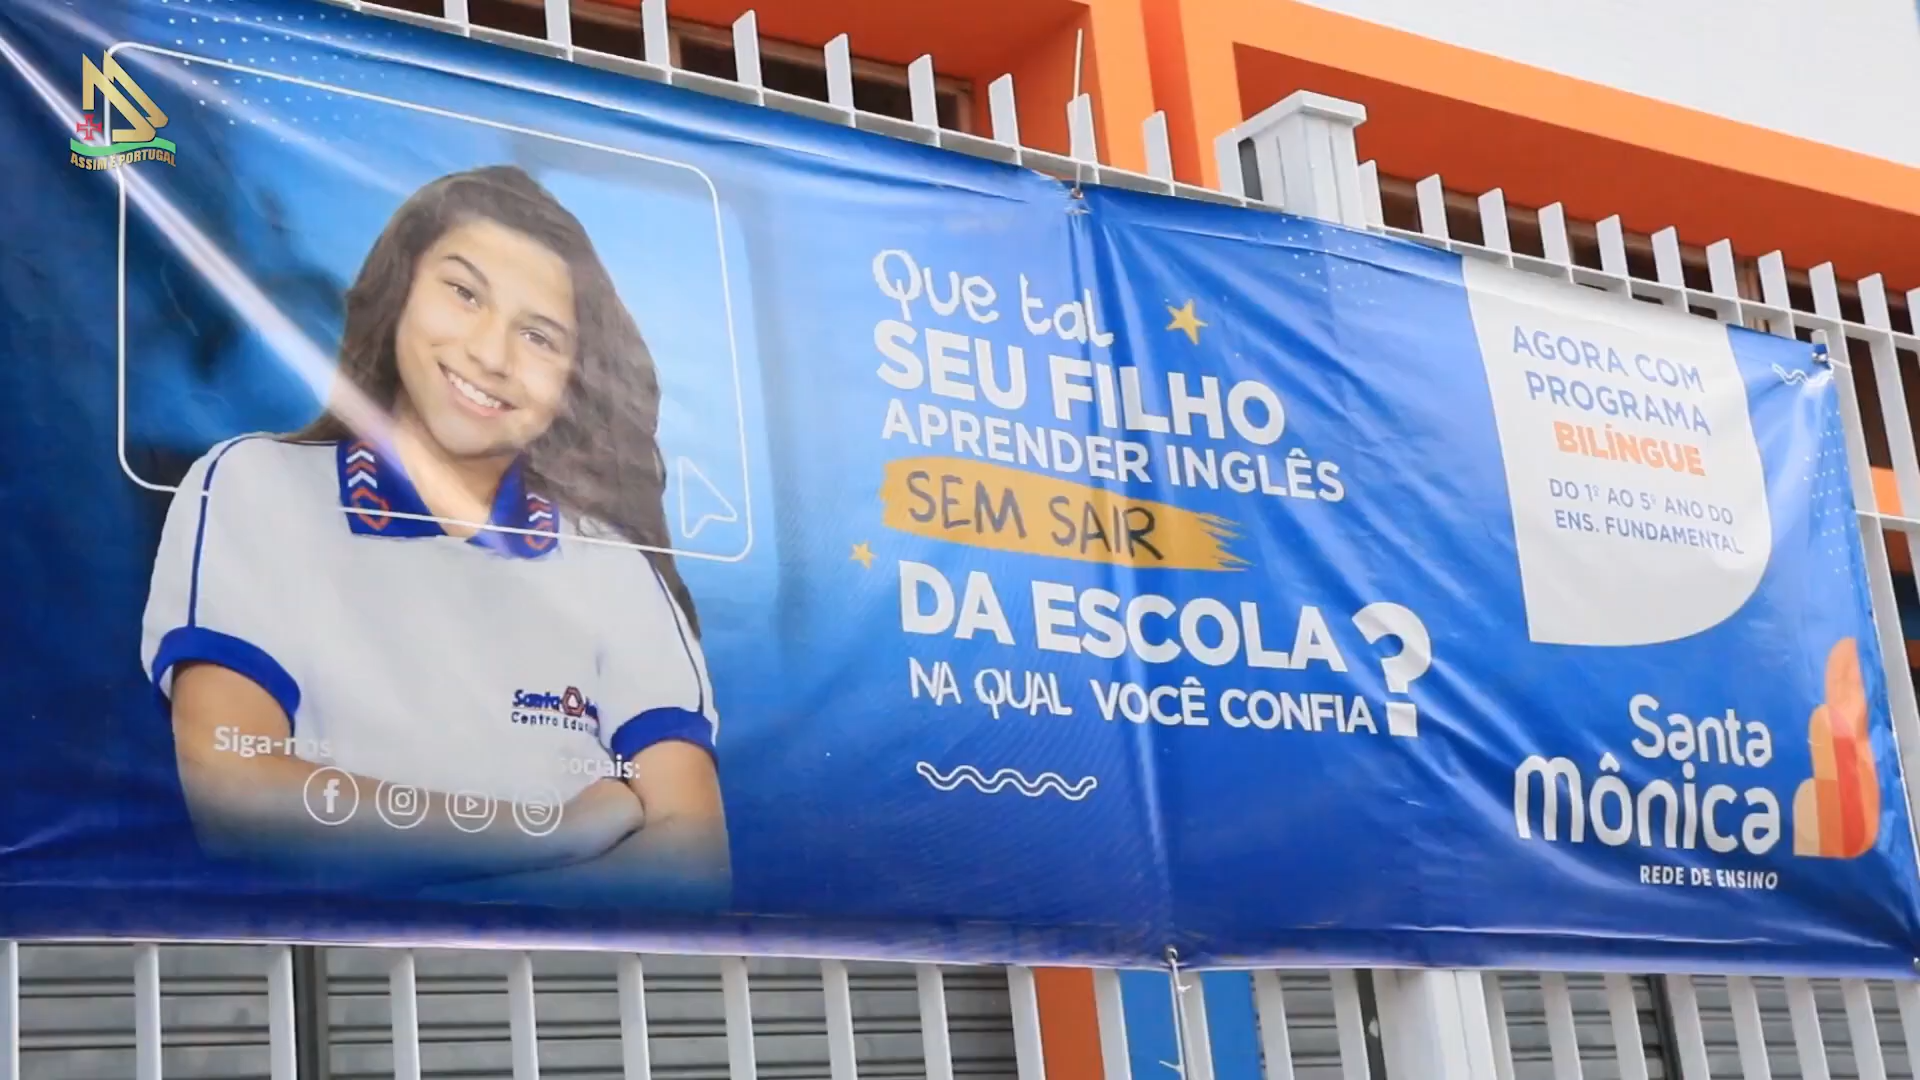 ASSIM É PORTUGAL
Que tal
SEU FILHO
APRENDER INGLÊS
SEM SAIR
DA ESCOLA?
NA QUAL VOCÊ CONFIA
AGORA COM
PROGRAMA
BILÍNGUE
DO 1º AO 5º ANO DO
ENS. FUNDAMENTAL
Santa
Mônica
REDE DE ENSINO
Santa
Centro Edu
Siga-nos
sociais: